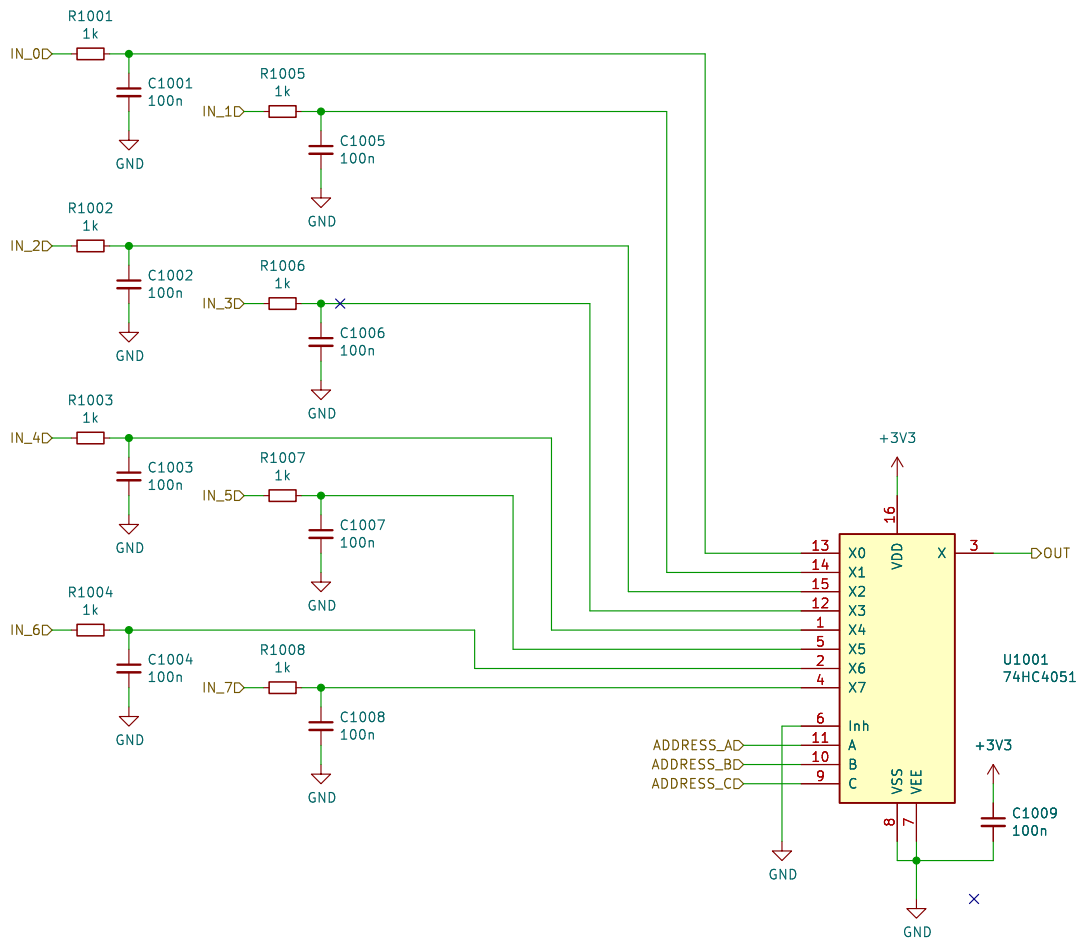 R1001
1k
IN_0
C1001
100n
GND
R1005
1k
IN_1
C1005
100n
GND
R1002
1k
IN_2
C1002
100n
GND
R1006
1k
IN_3
C1006
100n
GND
R1003
1k
IN_4
C1003
100n
GND
R1007
1k
IN_5
C1007
100n
GND
R1004
1k
IN_6
C1004
100n
GND
R1008
1k
IN_7
C1008
100n
GND
+3V3
16
VDD
13 X0
14 X1
15 X2
12 X3
1 X4
5 X5
2 X6
4 X7
6 Inh
ADDRESS_A 11 A
ADDRESS_B 10 B
ADDRESS_C 9 C
X 3 OUT
U1001
74HC4051
VSS
VEE
8
7
GND
+3V3
C1009
100n
GND